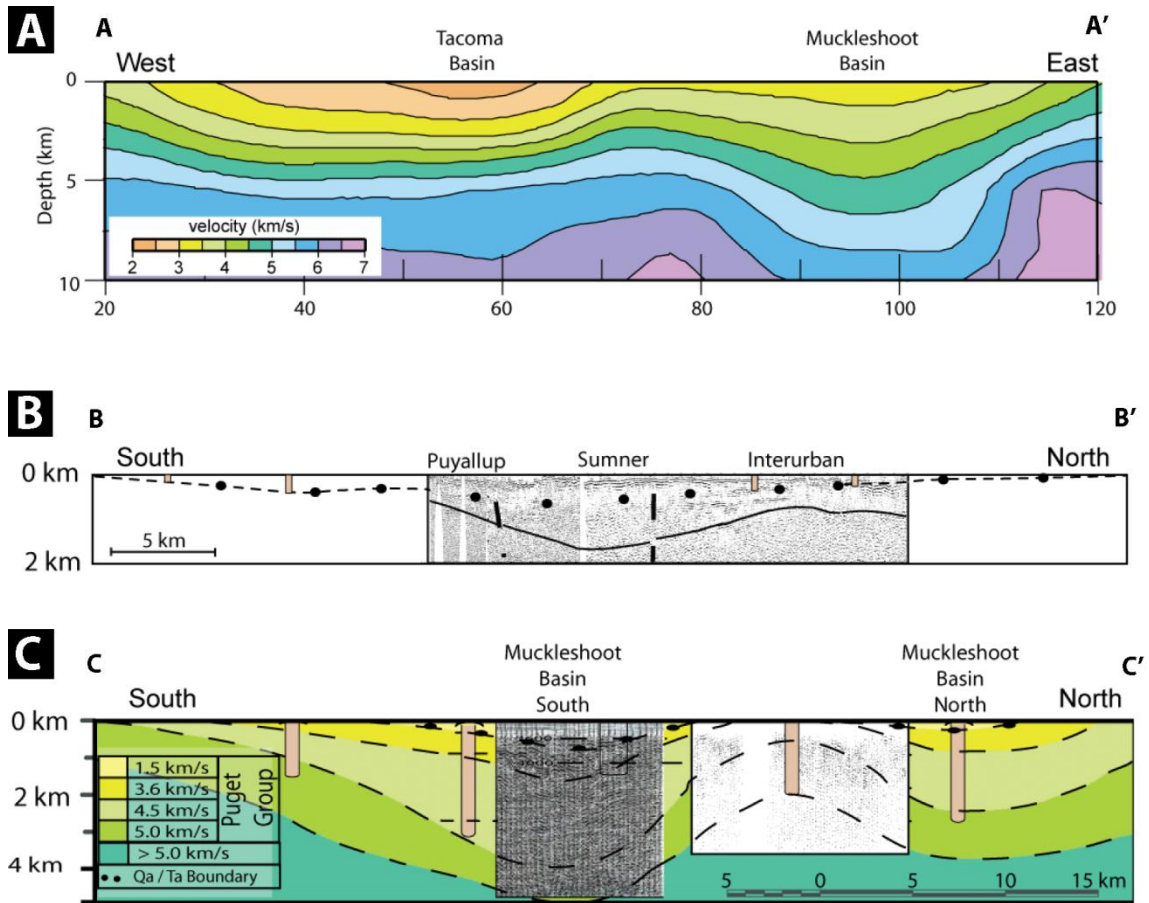 A
A
A'
Tacoma
Basin
Muckleshoot
Basin
West
East
0
5
10
Depth (km)
velocity (km/s)
2 3 4 5 6 7
20 40 60 80 100 120
B
B
B'
South
Puyallup
Sumner
Interurban
North
0 km
5 km
2 km
C
C
C'
Muckleshoot
Basin
South
Muckleshoot
Basin
North
South
North
0 km
2 km
4 km
1.5 km/s
3.6 km/s
4.5 km/s
5.0 km/s
Puget
Group
> 5.0 km/s
Qa / Ta Boundary
5 0 5 10 15 km